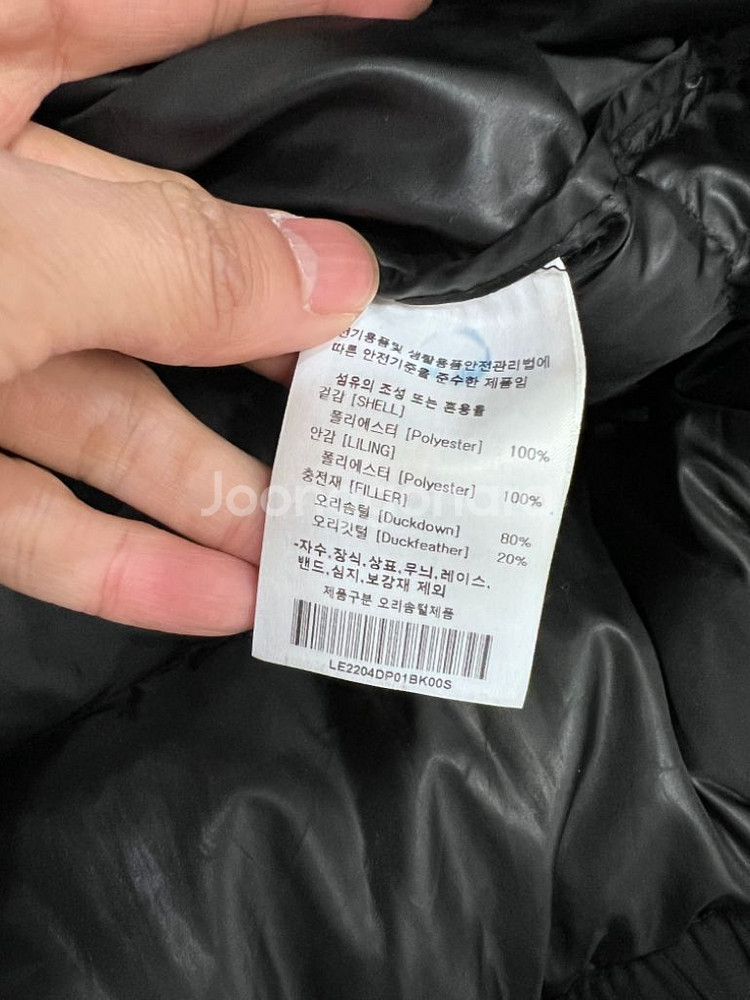 전기용품및 생활용품안전관리법에
따른 안전기준을 준수한 제품임
섬유의 조성 또는 혼용률
겉감 [SHELL]
폴리에스터 [Polyester] 100%
안감 [LILING]
폴리에스터 [Polyester] 100%
충전재 [FILLER]
오리솜털 [Duckdown] 80%
오리깃털 [Duckfeather] 20%
-자수,장식,상표,무늬,레이스,
밴드,심지,보강재 제외
제품구분 오리솜털제품
LE2204DP01BK00S
Joongonara